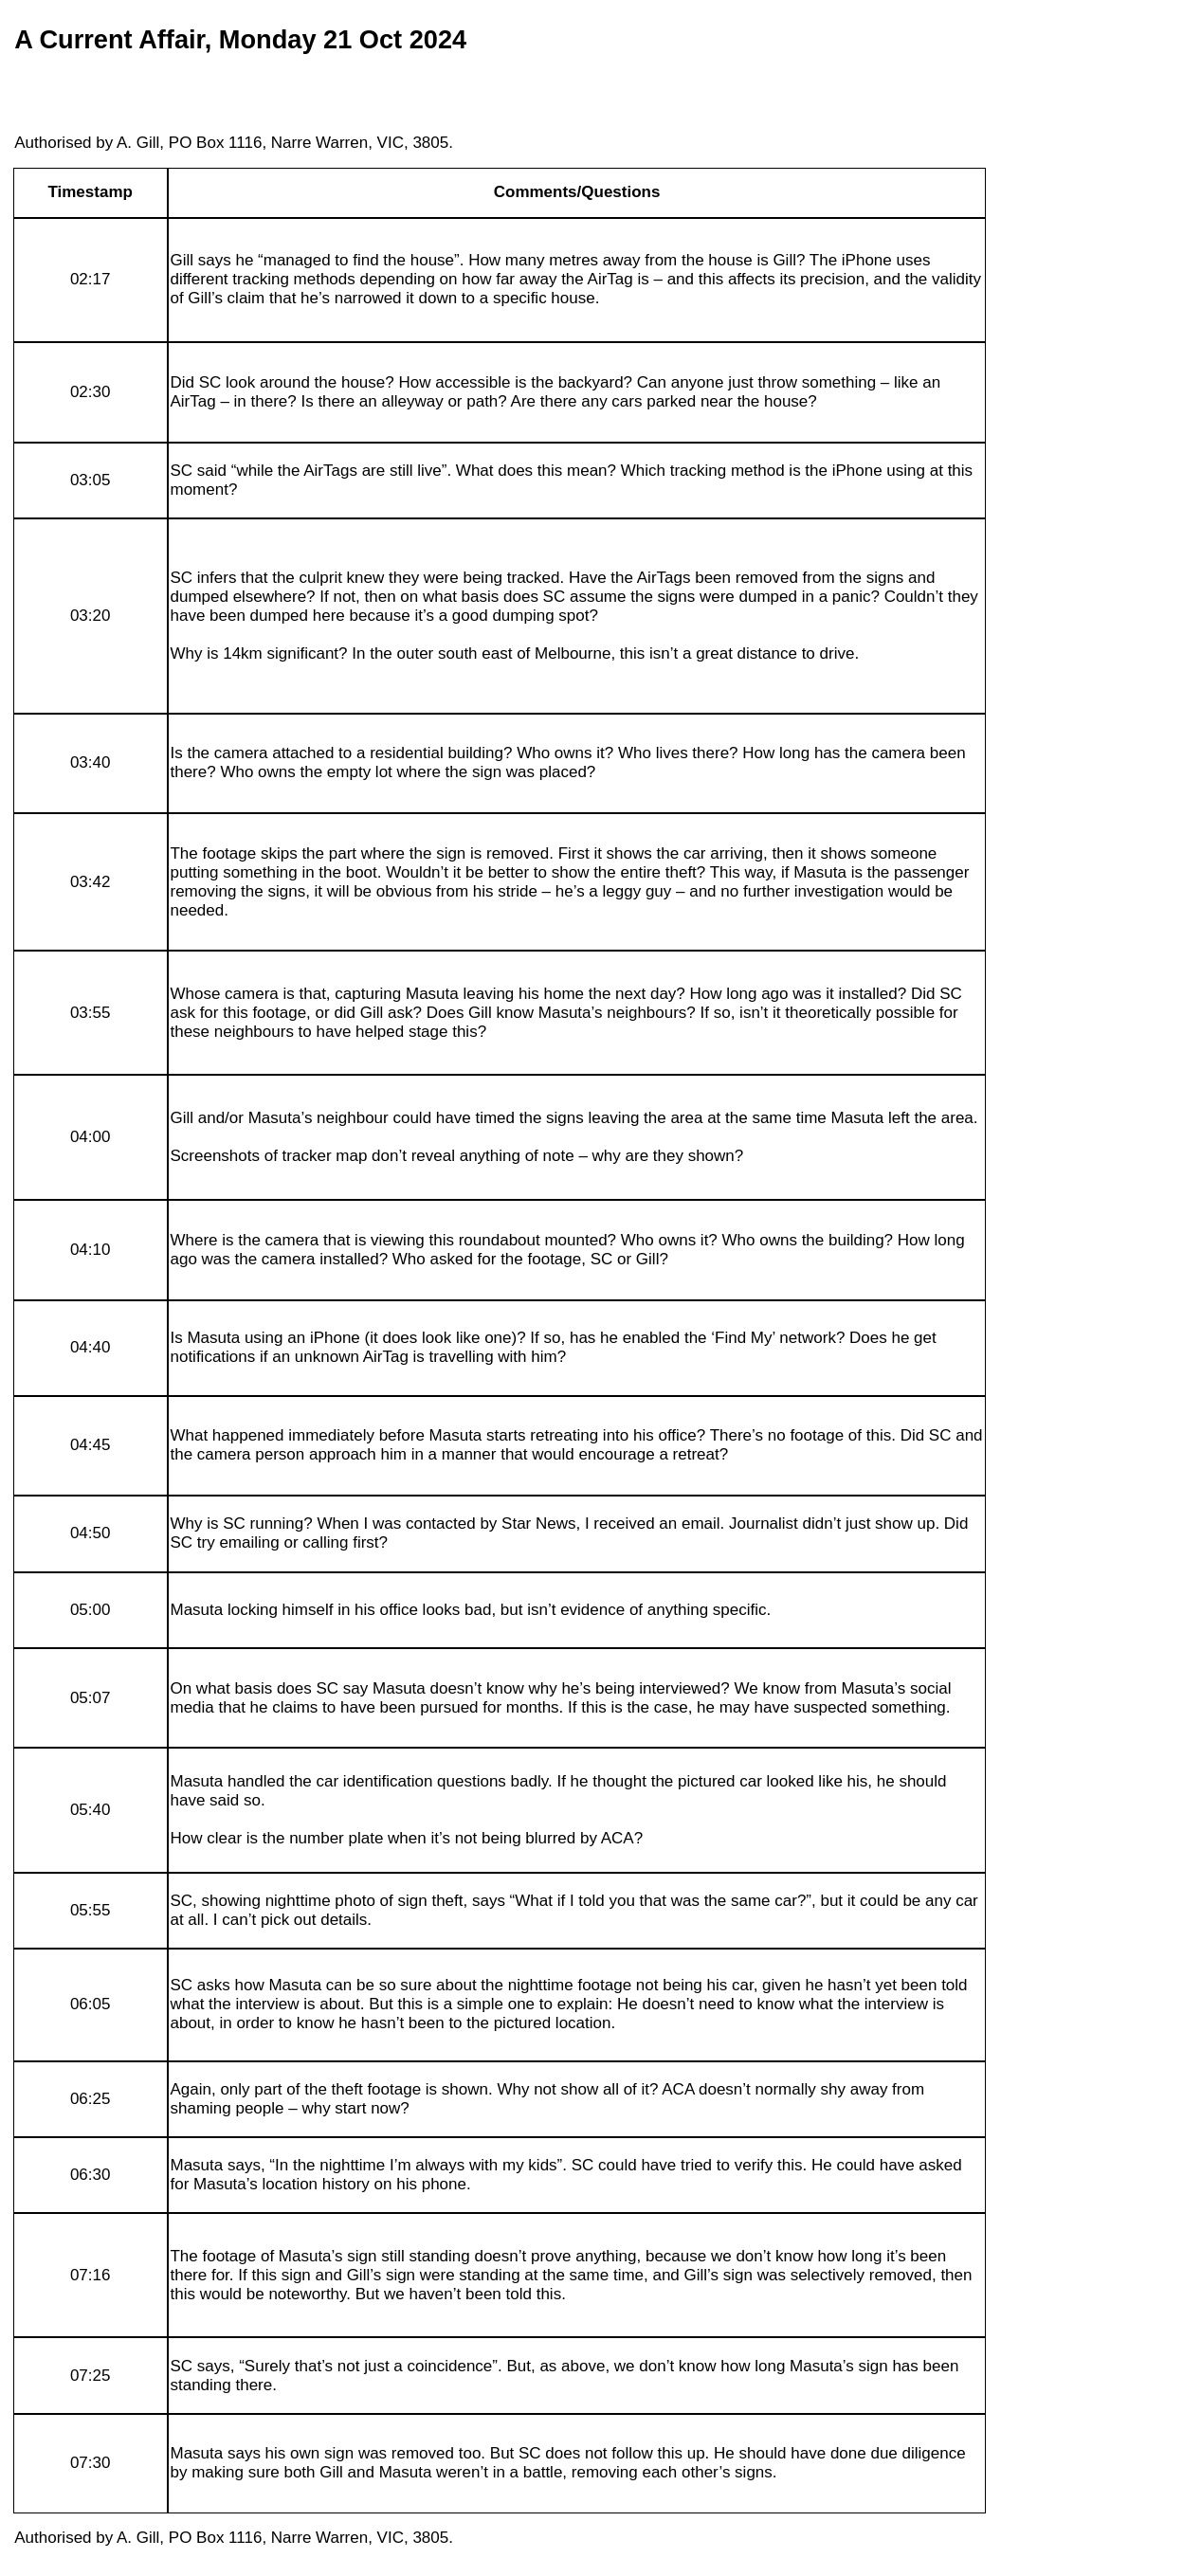 A Current Affair, Monday 21 Oct 2024
Authorised by A. Gill, PO Box 1116, Narre Warren, VIC, 3805.
Timestamp
Comments/Questions
02:17
Gill says he “managed to find the house”. How many metres away from the house is Gill? The iPhone uses
different tracking methods depending on how far away the AirTag is – and this affects its precision, and the validity
of Gill’s claim that he’s narrowed it down to a specific house.
02:30
Did SC look around the house? How accessible is the backyard? Can anyone just throw something – like an
AirTag – in there? Is there an alleyway or path? Are there any cars parked near the house?
03:05
SC said “while the AirTags are still live”. What does this mean? Which tracking method is the iPhone using at this
moment?
03:20
SC infers that the culprit knew they were being tracked. Have the AirTags been removed from the signs and
dumped elsewhere? If not, then on what basis does SC assume the signs were dumped in a panic? Couldn’t they
have been dumped here because it’s a good dumping spot?
Why is 14km significant? In the outer south east of Melbourne, this isn’t a great distance to drive.
03:40
Is the camera attached to a residential building? Who owns it? Who lives there? How long has the camera been
there? Who owns the empty lot where the sign was placed?
03:42
The footage skips the part where the sign is removed. First it shows the car arriving, then it shows someone
putting something in the boot. Wouldn’t it be better to show the entire theft? This way, if Masuta is the passenger
removing the signs, it will be obvious from his stride – he’s a leggy guy – and no further investigation would be
needed.
03:55
Whose camera is that, capturing Masuta leaving his home the next day? How long ago was it installed? Did SC
ask for this footage, or did Gill ask? Does Gill know Masuta’s neighbours? If so, isn’t it theoretically possible for
these neighbours to have helped stage this?
04:00
Gill and/or Masuta’s neighbour could have timed the signs leaving the area at the same time Masuta left the area.
Screenshots of tracker map don’t reveal anything of note – why are they shown?
04:10
Where is the camera that is viewing this roundabout mounted? Who owns it? Who owns the building? How long
ago was the camera installed? Who asked for the footage, SC or Gill?
04:40
Is Masuta using an iPhone (it does look like one)? If so, has he enabled the ‘Find My’ network? Does he get
notifications if an unknown AirTag is travelling with him?
04:45
What happened immediately before Masuta starts retreating into his office? There’s no footage of this. Did SC and
the camera person approach him in a manner that would encourage a retreat?
04:50
Why is SC running? When I was contacted by Star News, I received an email. Journalist didn’t just show up. Did
SC try emailing or calling first?
05:00
Masuta locking himself in his office looks bad, but isn’t evidence of anything specific.
05:07
On what basis does SC say Masuta doesn’t know why he’s being interviewed? We know from Masuta’s social
media that he claims to have been pursued for months. If this is the case, he may have suspected something.
05:40
Masuta handled the car identification questions badly. If he thought the pictured car looked like his, he should
have said so.
How clear is the number plate when it’s not being blurred by ACA?
05:55
SC, showing nighttime photo of sign theft, says “What if I told you that was the same car?”, but it could be any car
at all. I can’t pick out details.
06:05
SC asks how Masuta can be so sure about the nighttime footage not being his car, given he hasn’t yet been told
what the interview is about. But this is a simple one to explain: He doesn’t need to know what the interview is
about, in order to know he hasn’t been to the pictured location.
06:25
Again, only part of the theft footage is shown. Why not show all of it? ACA doesn’t normally shy away from
shaming people – why start now?
06:30
Masuta says, “In the nighttime I’m always with my kids”. SC could have tried to verify this. He could have asked
for Masuta’s location history on his phone.
07:16
The footage of Masuta’s sign still standing doesn’t prove anything, because we don’t know how long it’s been
there for. If this sign and Gill’s sign were standing at the same time, and Gill’s sign was selectively removed, then
this would be noteworthy. But we haven’t been told this.
07:25
SC says, “Surely that’s not just a coincidence”. But, as above, we don’t know how long Masuta’s sign has been
standing there.
07:30
Masuta says his own sign was removed too. But SC does not follow this up. He should have done due diligence
by making sure both Gill and Masuta weren’t in a battle, removing each other’s signs.
Authorised by A. Gill, PO Box 1116, Narre Warren, VIC, 3805.